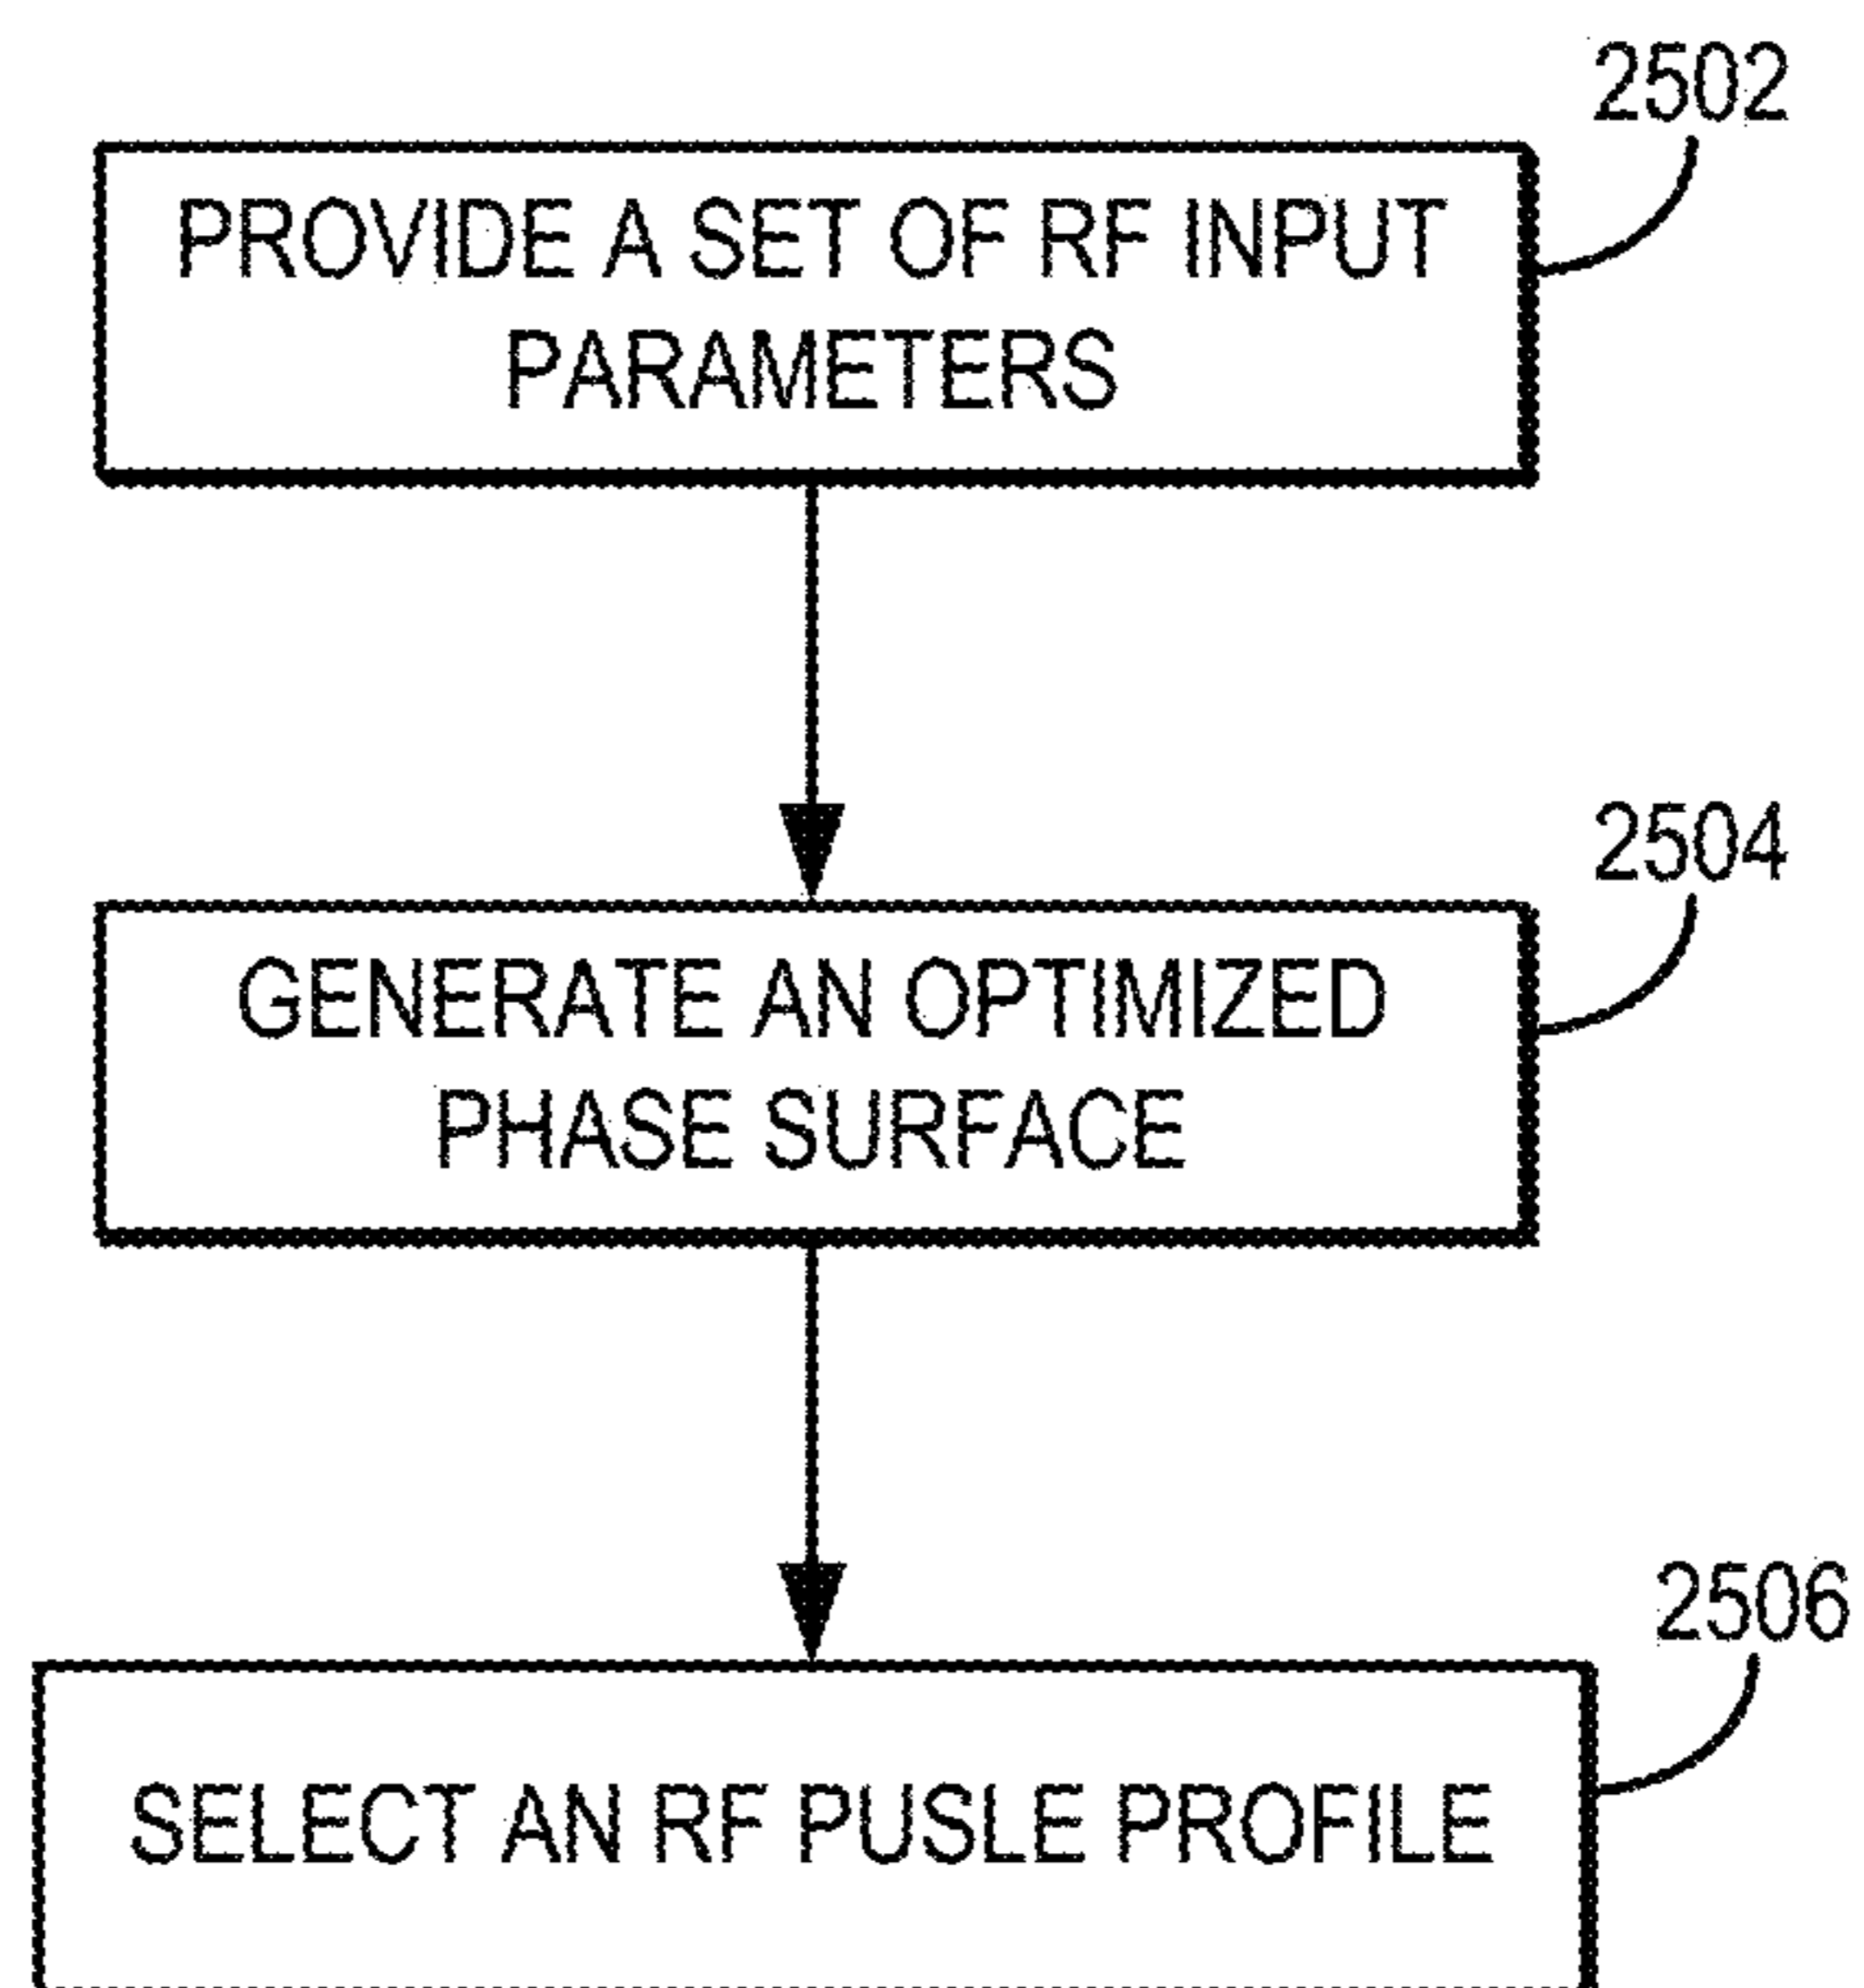 2502
PROVIDE A SET OF RF INPUT
PARAMETERS
2504
GENERATE AN OPTIMIZED
PHASE SURFACE
2506
SELECT AN RF PUSLE PROFILE